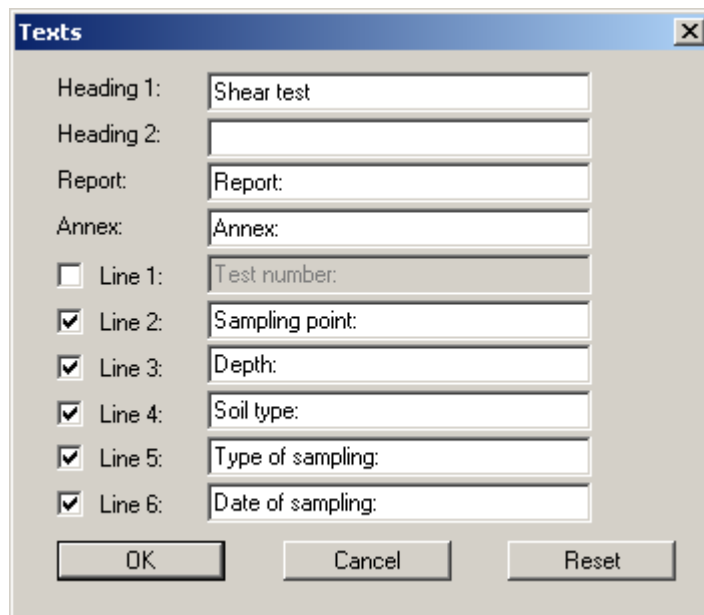 Texts
Heading 1: Shear test
Heading 2:
Report: Report:
Annex: Annex:
Line 1: Test number:
Line 2: Sampling point:
Line 3: Depth:
Line 4: Soil type:
Line 5: Type of sampling:
Line 6: Date of sampling:
OK Cancel Reset